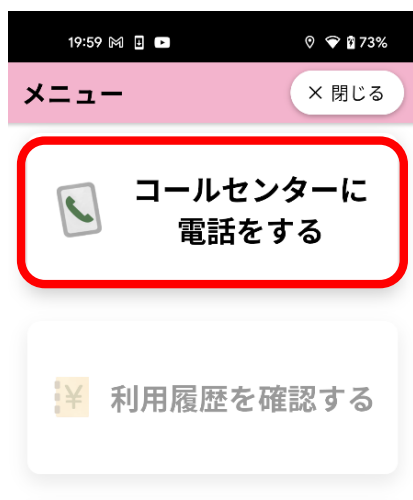 19:59 73%
メニュー × 閉じる
コールセンターに
電話をする
¥ 利用履歴を確認する